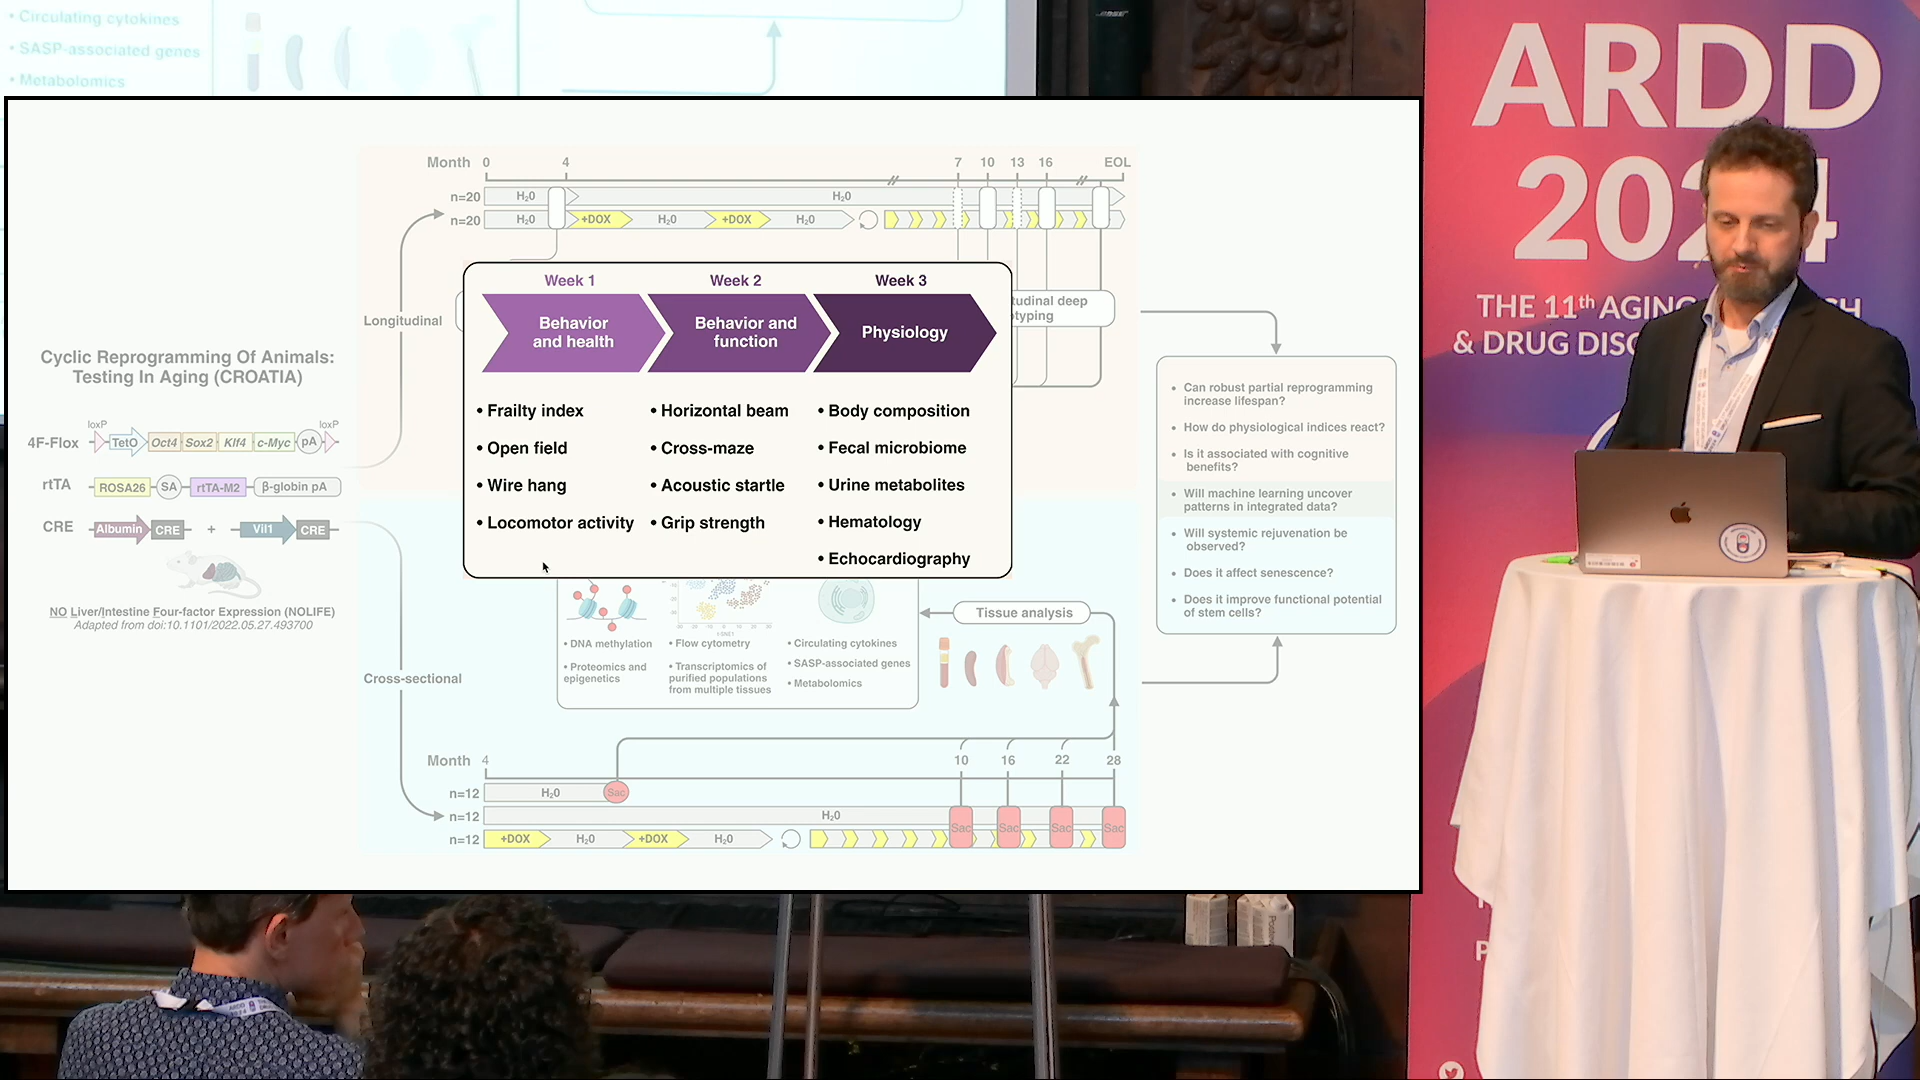 • Circulating cytokines
• SASP-associated genes
• Metabolomics
BOSE
ARDD
2024
THE 11th AGING
& DRUG DISC
Month 0 4 7 10 13 16 EOL
n=20 H₂0 H₂0
n=20 H₂0 +DOX H₂0 +DOX H₂0
Longitudinal
Week 1 Week 2 Week 3
Behavior and health
Behavior and function
Physiology
• Frailty index
• Open field
• Wire hang
• Locomotor activity
• Horizontal beam
• Cross-maze
• Acoustic startle
• Grip strength
• Body composition
• Fecal microbiome
• Urine metabolites
• Hematology
• Echocardiography
Cyclic Reprogramming Of Animals:
Testing In Aging (CROATIA)
loxP loxP
4F-Flox TetO Oct4 Sox2 Klf4 c-Myc pA
rtTA ROSA26 SA rtTA-M2 β-globin pA
CRE Albumin CRE + Vil1 CRE
NO Liver/Intestine Four-factor Expression (NOLIFE)
Adapted from doi:10.1101/2022.05.27.493700
• Can robust partial reprogramming
increase lifespan?
• How do physiological indices react?
• Is it associated with cognitive
benefits?
• Will machine learning uncover
patterns in integrated data?
• Will systemic rejuvenation be
observed?
• Does it affect senescence?
• Does it improve functional potential
of stem cells?
Tissue analysis
• DNA methylation
• Proteomics and
epigenetics
• Flow cytometry
• Transcriptomics of
purified populations
from multiple tissues
• Circulating cytokines
• SASP-associated genes
• Metabolomics
Cross-sectional
Month 4 10 16 22 28
n=12 H₂0 Sac
n=12 H₂0
n=12 +DOX H₂0 +DOX H₂0
Sac Sac Sac Sac